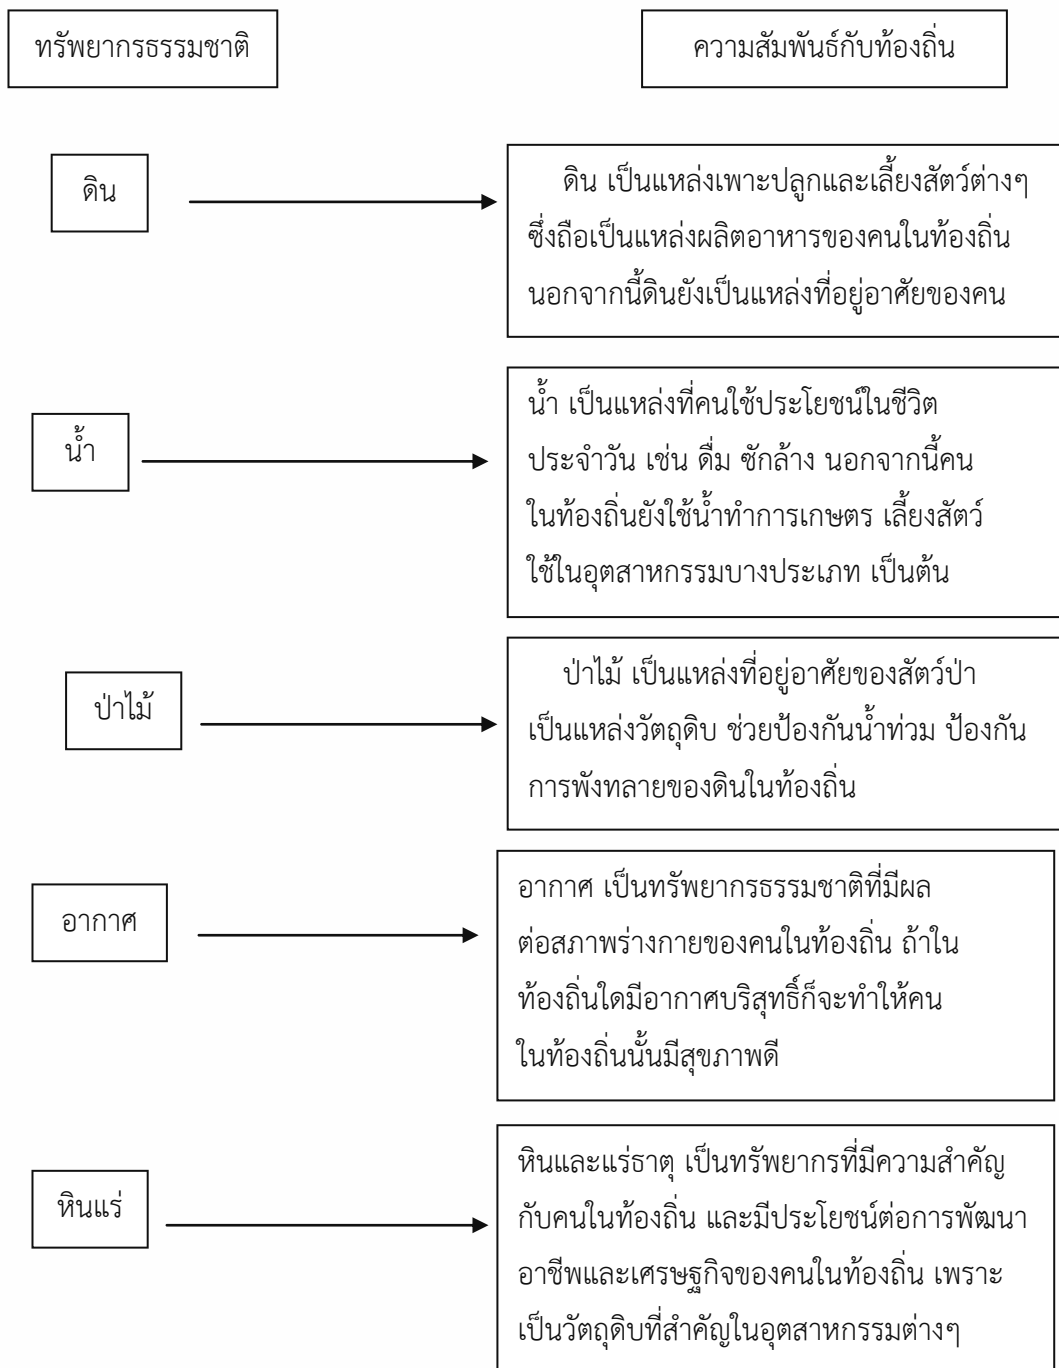 ทรัพยากรธรรมชาติ
ความสัมพันธ์กับท้องถิ่น
ดิน
ดิน เป็นแหล่งเพาะปลูกและเลี้ยงสัตว์ต่างๆ
ซึ่งถือเป็นแหล่งผลิตอาหารของคนในท้องถิ่น
นอกจากนี้ดินยังเป็นแหล่งที่อยู่อาศัยของคน
น้ำ
น้ำ เป็นแหล่งที่คนใช้ประโยชน์ในชีวิต
ประจำวัน เช่น ดื่ม ซักล้าง นอกจากนี้คน
ในท้องถิ่นยังใช้น้ำทำการเกษตร เลี้ยงสัตว์
ใช้ในอุตสาหกรรมบางประเภท เป็นต้น
ป่าไม้
ป่าไม้ เป็นแหล่งที่อยู่อาศัยของสัตว์ป่า
เป็นแหล่งวัตถุดิบ ช่วยป้องกันน้ำท่วม ป้องกัน
การพังทลายของดินในท้องถิ่น
อากาศ
อากาศ เป็นทรัพยากรธรรมชาติที่มีผล
ต่อสภาพร่างกายของคนในท้องถิ่น ถ้าใน
ท้องถิ่นใดมีอากาศบริสุทธิ์ก็จะทำให้คน
ในท้องถิ่นนั้นมีสุขภาพดี
หินแร่
หินและแร่ธาตุ เป็นทรัพยากรที่มีความสำคัญ
กับคนในท้องถิ่น และมีประโยชน์ต่อการพัฒนา
อาชีพและเศรษฐกิจของคนในท้องถิ่น เพราะ
เป็นวัตถุดิบที่สำคัญในอุตสาหกรรมต่างๆ